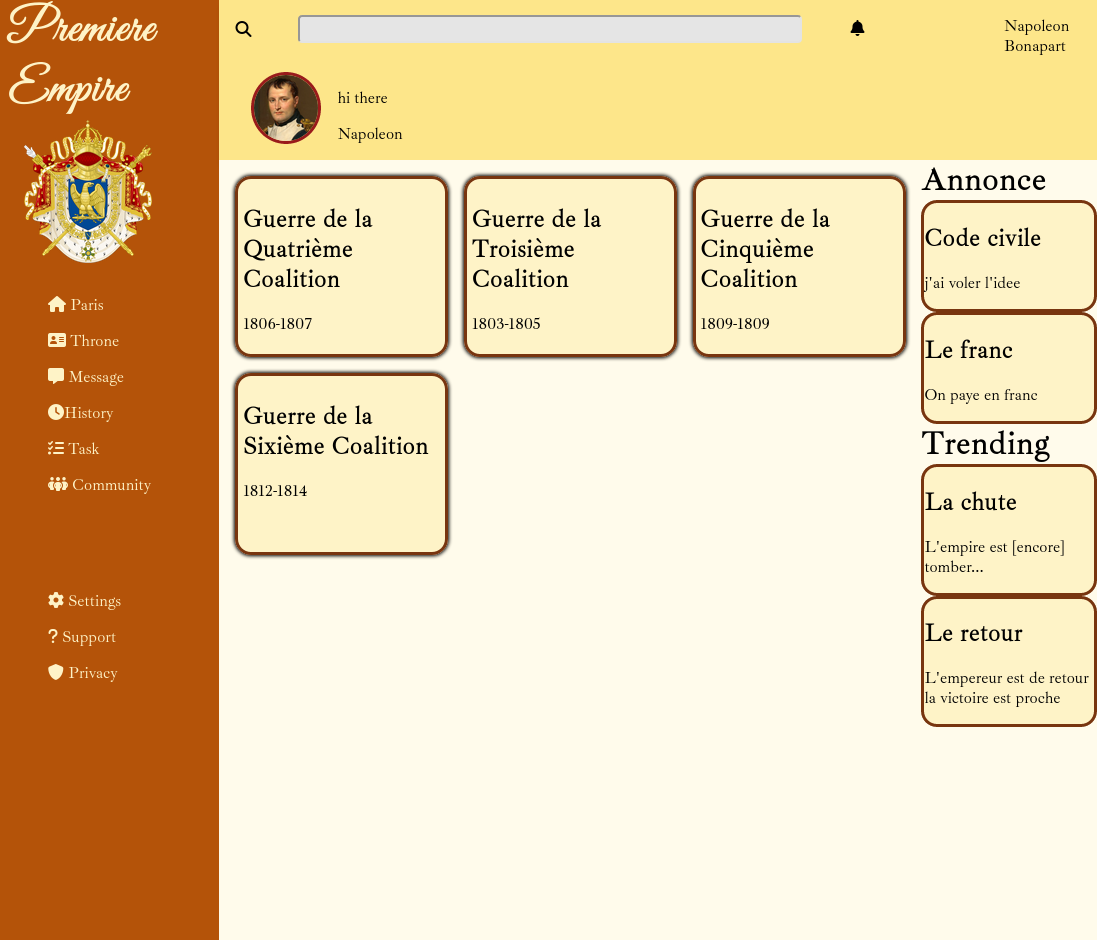 Premiere
Empire
Paris
Throne
Message
History
Task
Community
Settings
Support
Privacy
Napoleon
Bonapart
hi there
Napoleon
Guerre de la
Quatrième
Coalition
1806-1807
Guerre de la
Troisième
Coalition
1803-1805
Guerre de la
Cinquième
Coalition
1809-1809
Guerre de la
Sixième Coalition
1812-1814
Annonce
Code civile
j'ai voler l'idee
Le franc
On paye en franc
Trending
La chute
L'empire est [encore]
tomber...
Le retour
L'empereur est de retour
la victoire est proche